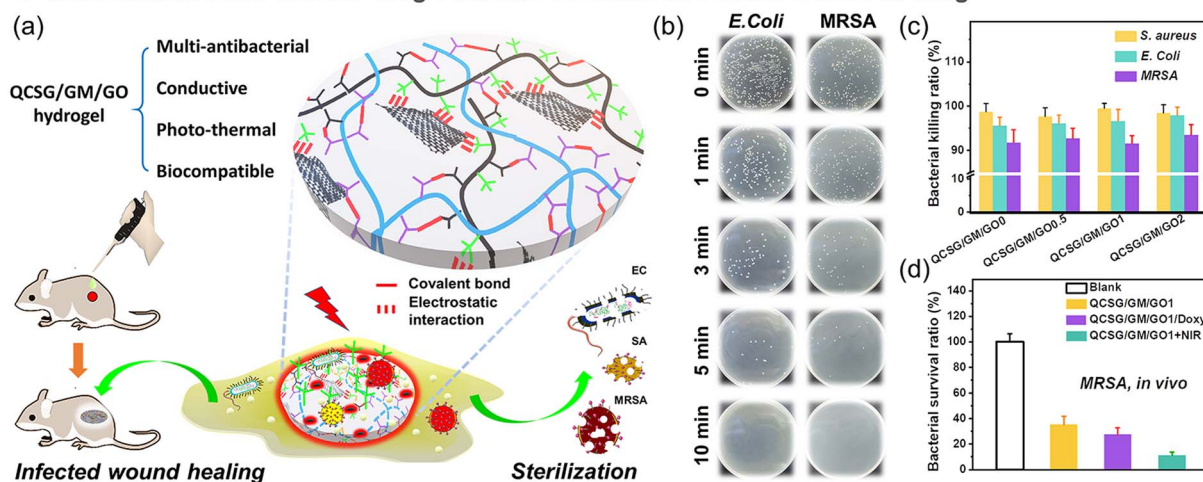 (a)
QCSG/GM/GO
hydrogel
Multi-antibacterial
Conductive
Photo-thermal
Biocompatible
Covalent bond
Electrostatic
interaction
EC
SA
MRSA
Infected wound healing
Sterilization
(b)
E.Coli MRSA
0 min
1 min
3 min
5 min
10 min
(c)
Bacterial killing ratio (%)
110
100
90
10
0
S. aureus
E. Coli
MRSA
QCSG/GM/GO0
QCSG/GM/GO0.5
QCSG/GM/GO1
QCSG/GM/GO2
(d)
Bacterial survival ratio (%)
140
120
100
80
60
40
20
0
Blank
QCSG/GM/GO1
QCSG/GM/GO1/Doxy
QCSG/GM/GO1+NIR
MRSA, in vivo